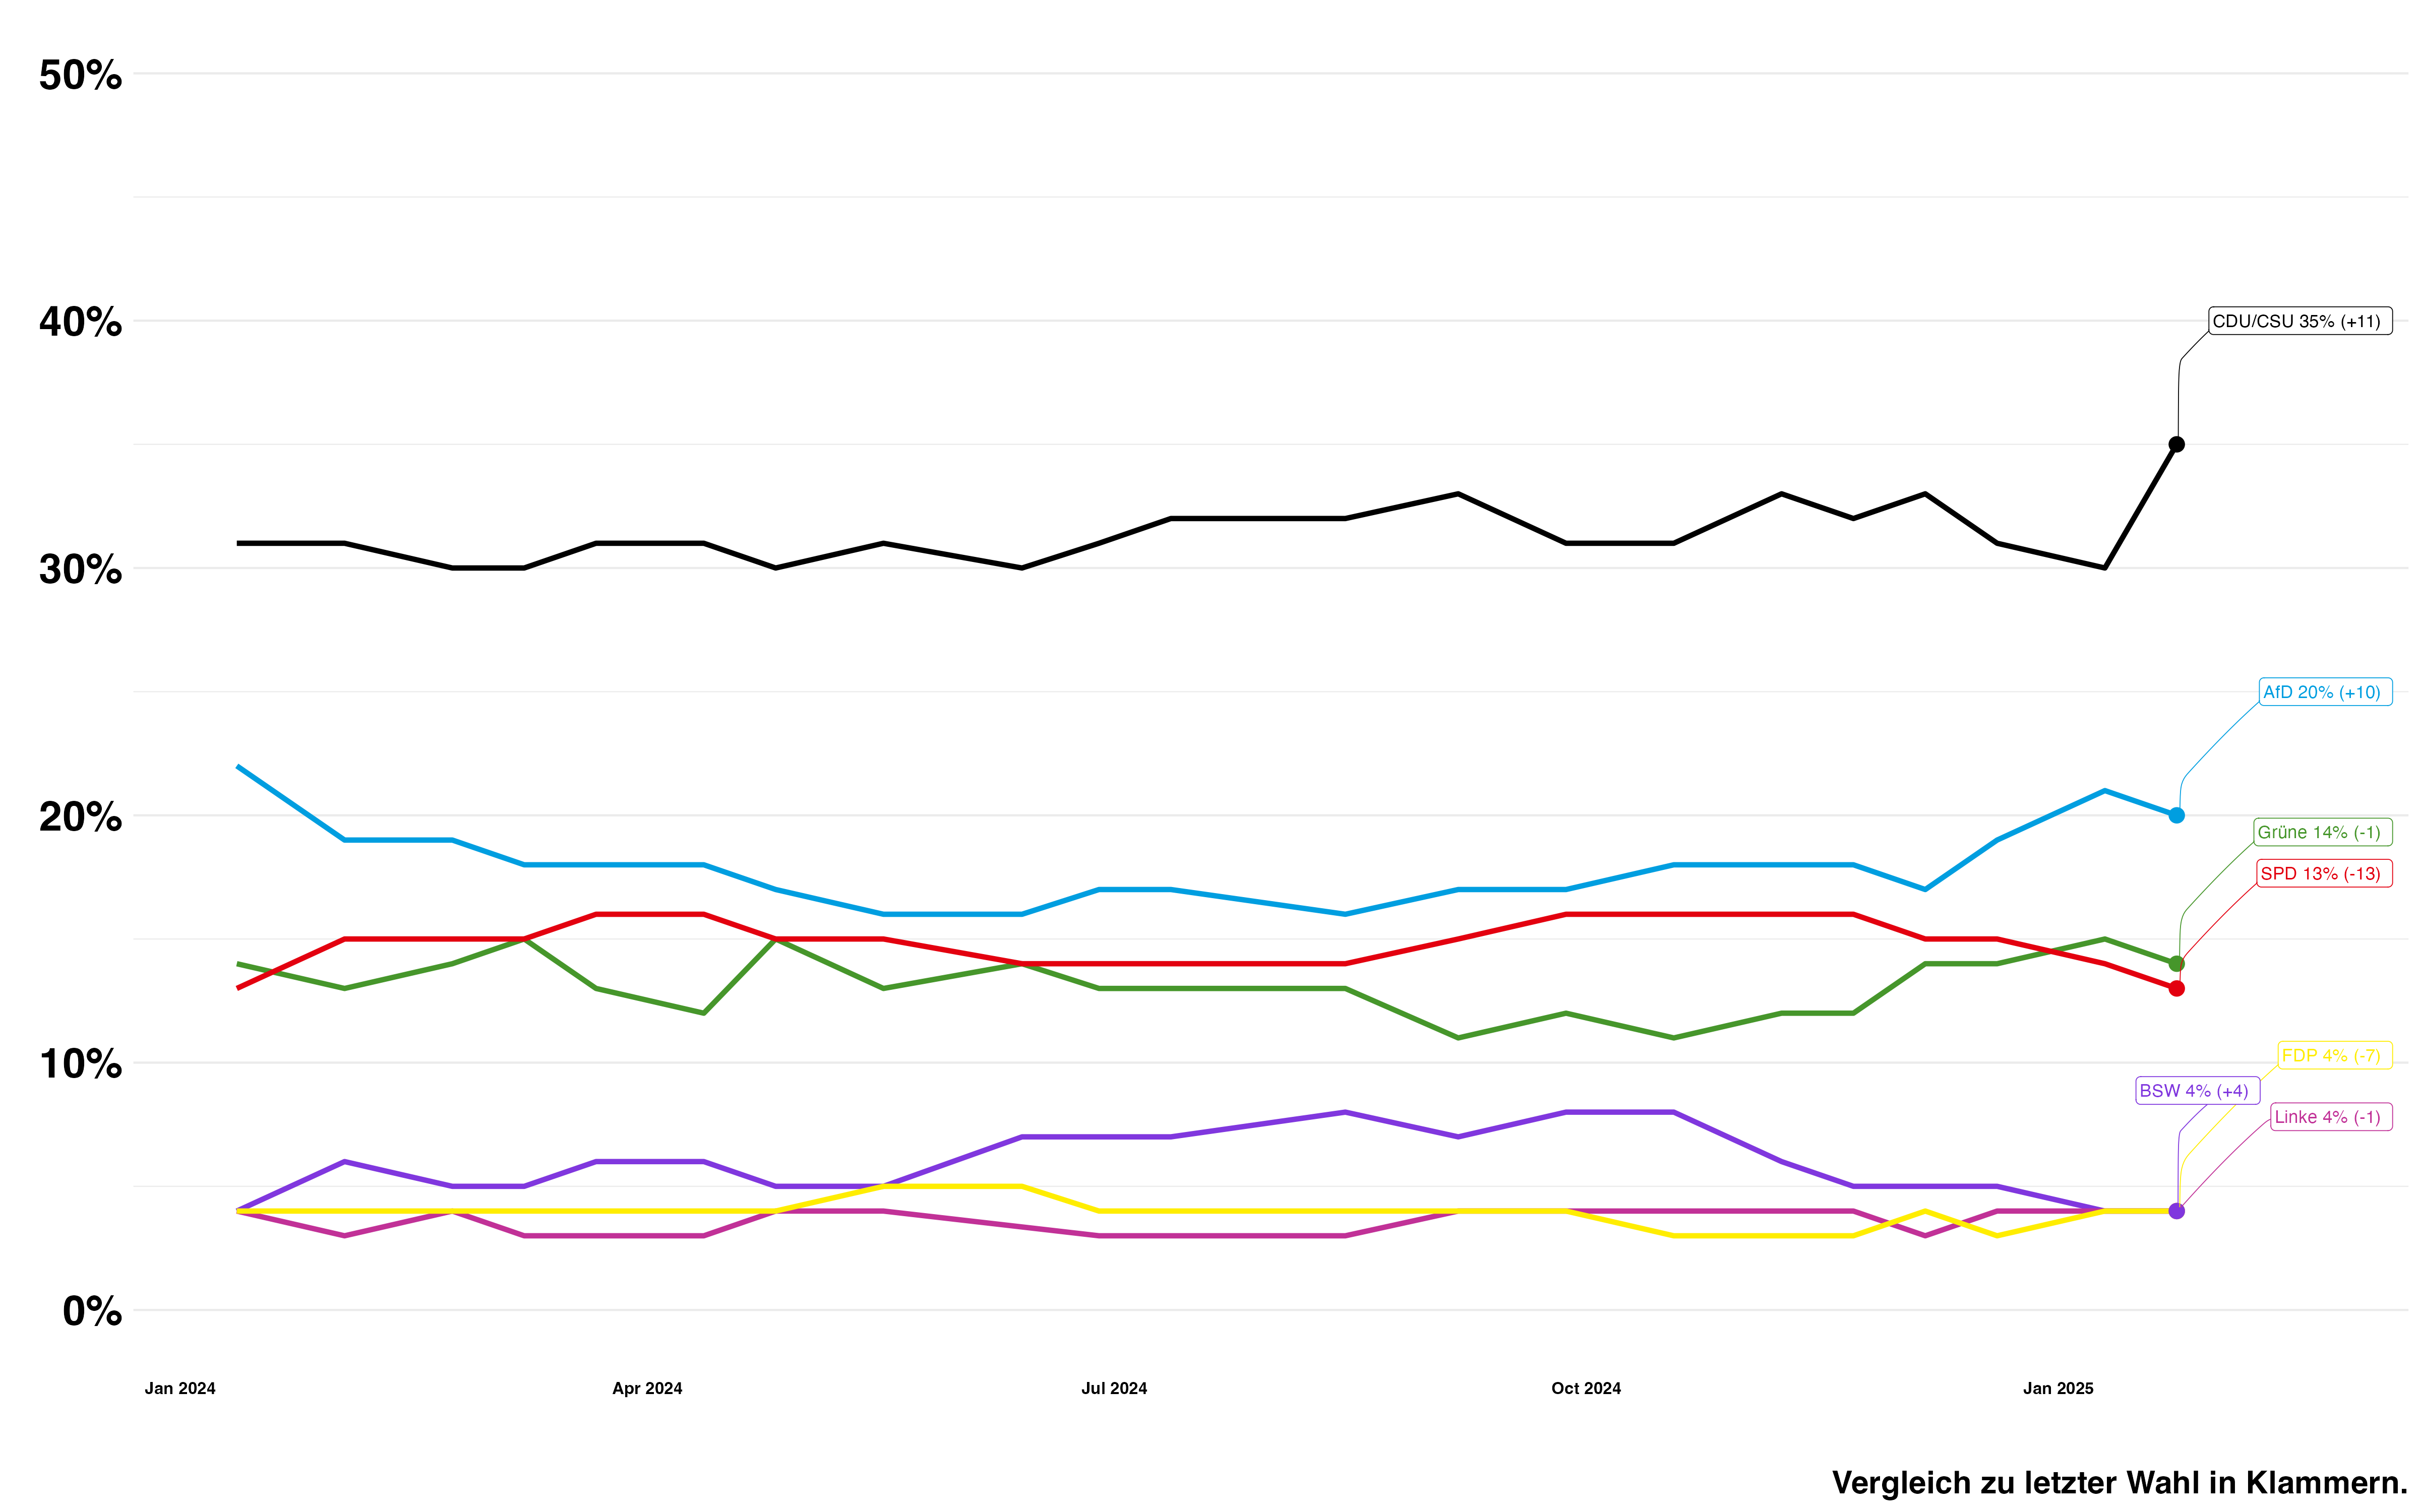 50%
40%
CDU/CSU 35% (+11)
30%
AfD 20% (+10)
20%
Grüne 14% (-1)
SPD 13% (-13)
10%
FDP 4% (-7)
BSW 4% (+4)
Linke 4% (-1)
0%
Jan 2024 Apr 2024 Jul 2024 Oct 2024 Jan 2025
Vergleich zu letzter Wahl in Klammern.